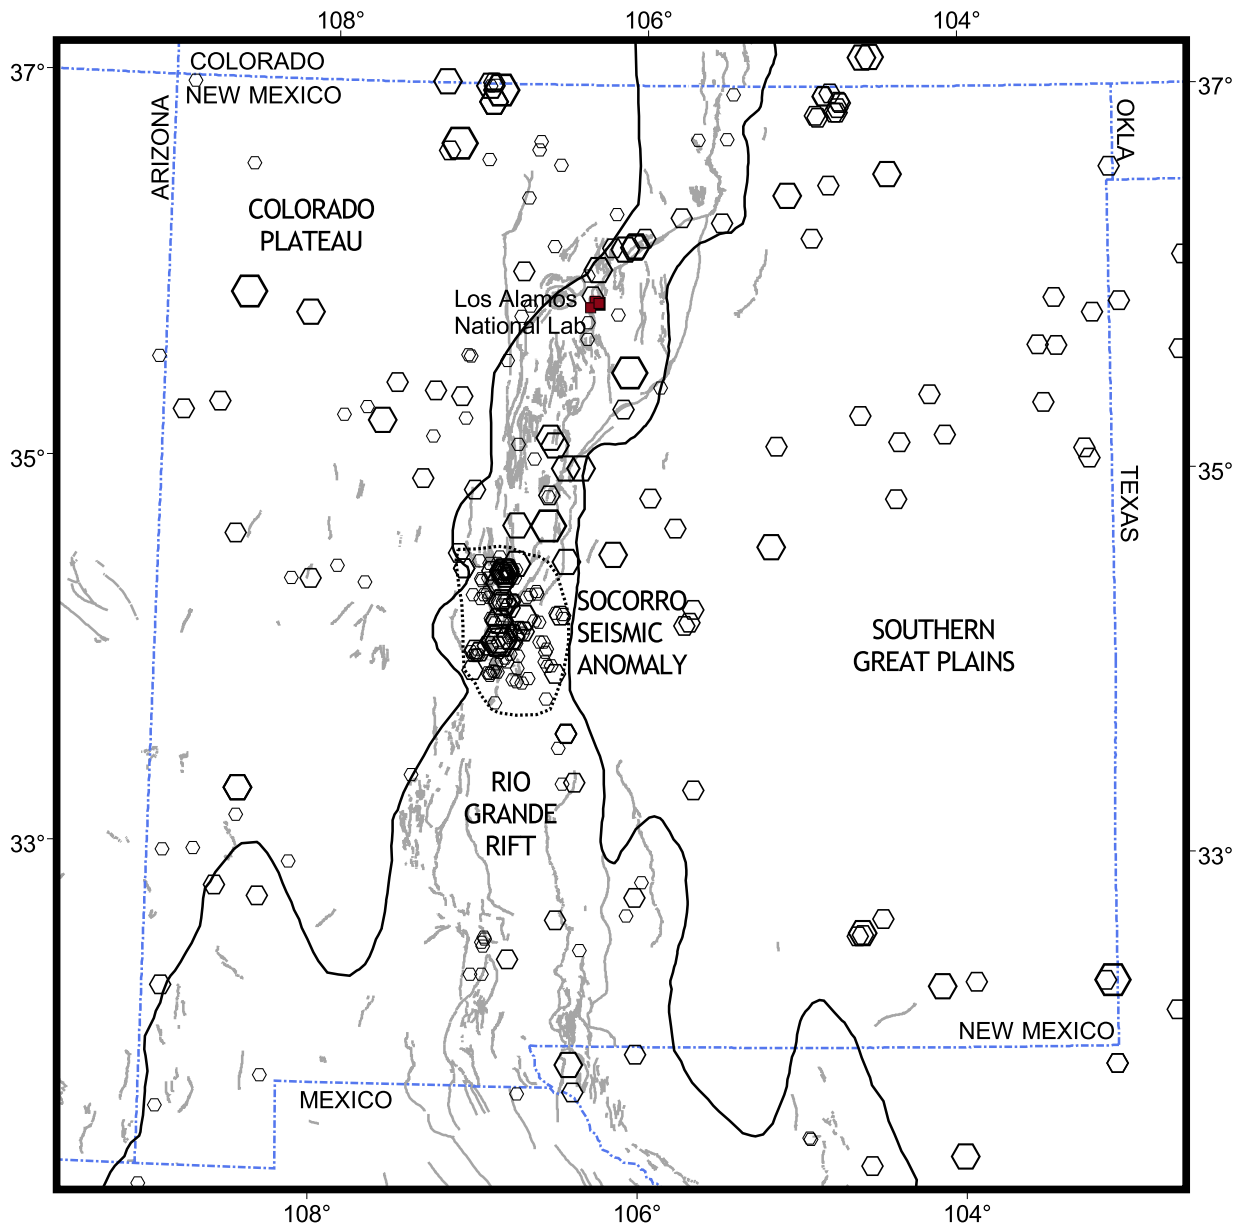 108°
106°
104°
37°
COLORADO
37°
NEW MEXICO
ARIZONA
OKLA
COLORADO
PLATEAU
Los Alamos
National Lab
35°
35°
TEXAS
SOCORRO
SEISMIC
ANOMALY
SOUTHERN
GREAT PLAINS
RIO
GRANDE
RIFT
33°
33°
NEW MEXICO
MEXICO
108°
106°
104°